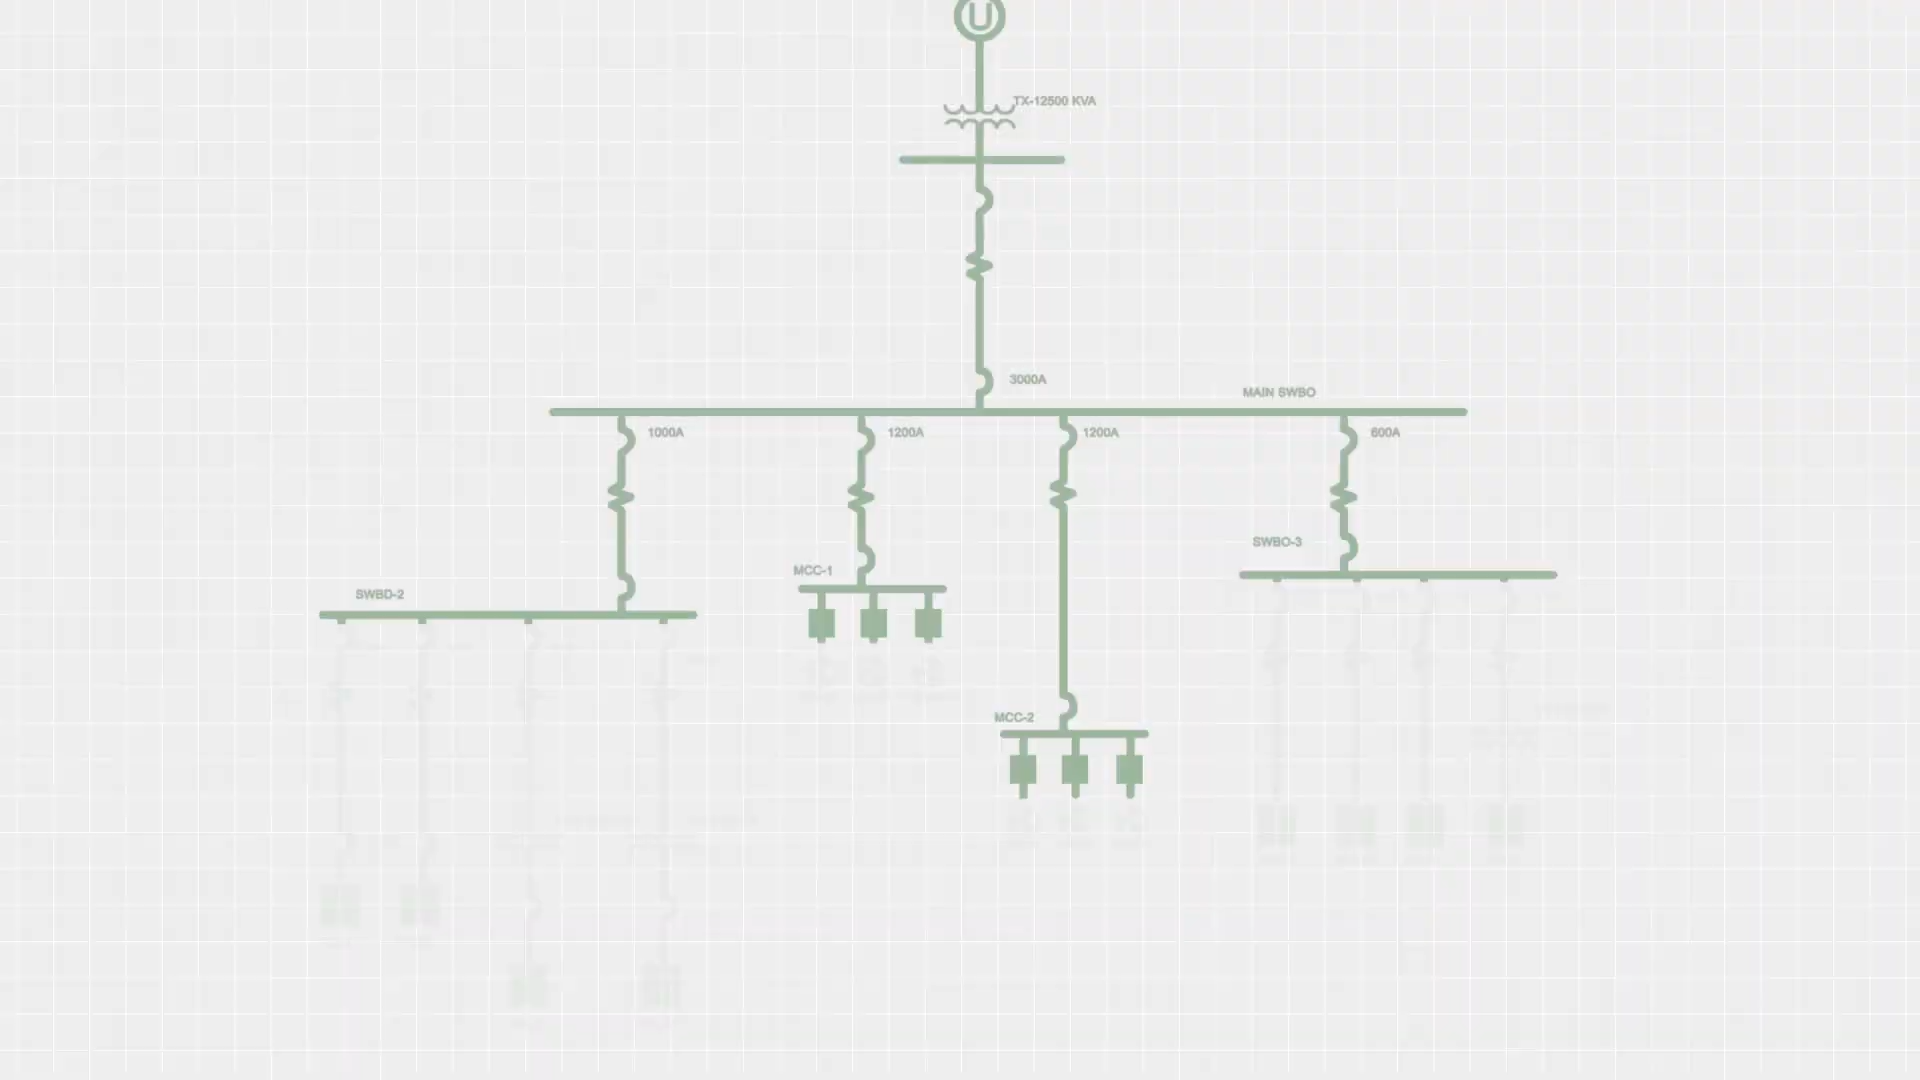 U
TX-12500 KVA
3000A
MAIN SWBO
1000A
1200A
1200A
600A
SWBO-3
MCC-1
SWBD-2
MCC-2